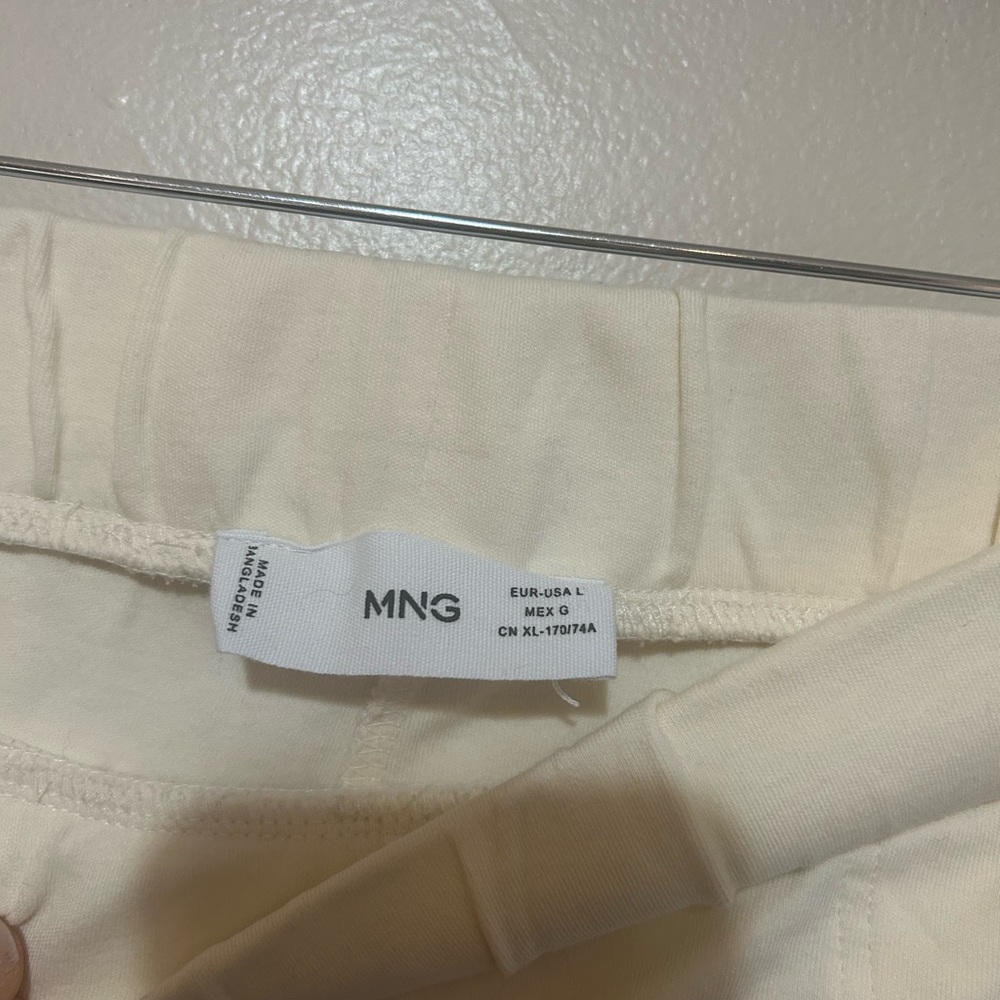 MADE IN
BANGLADESH
MNG
EUR-USA L
MEX G
CN XL-170/74A